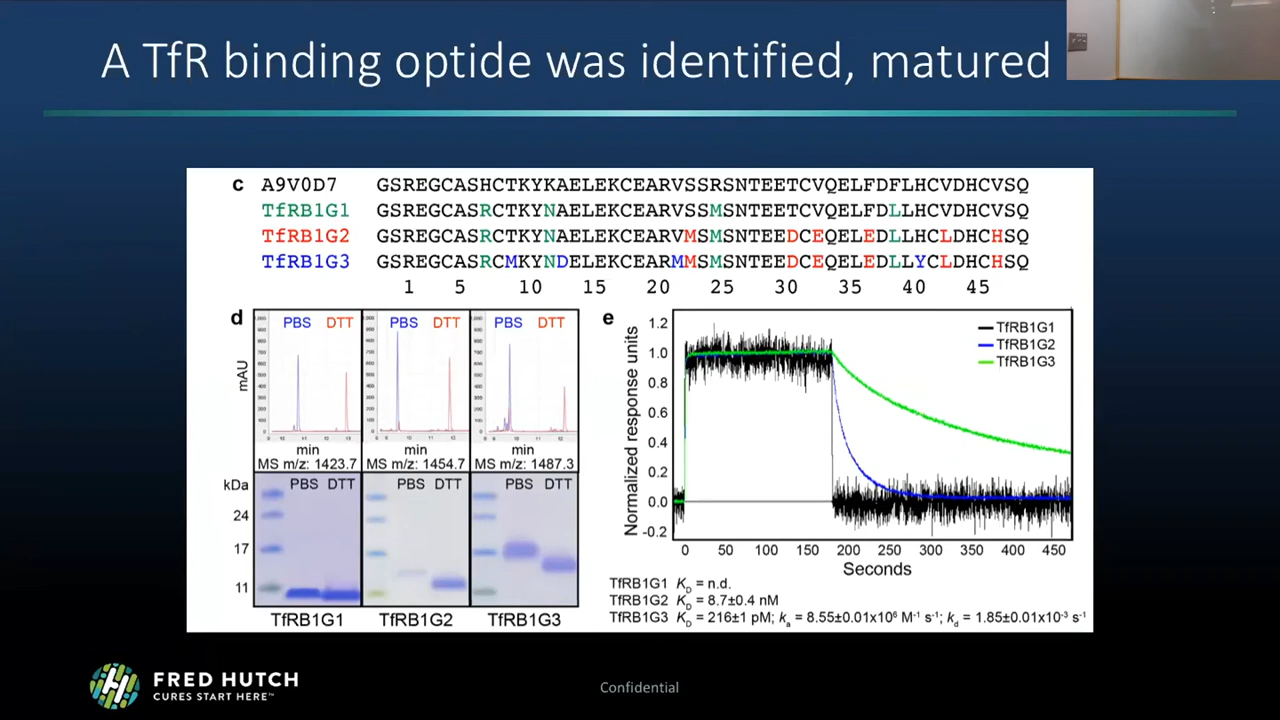 A TfR binding optide was identified, matured
c A9V0D7 GSREGCASHCTKYKAELEKCEARVSSRSNTEETCVQELFDFLHCVDHCVSQ
TfRB1G1 GSREGCASRCTKYNAELEKCEARVSSMSNTEETCVQELFDLLHCVDHCVSQ
TfRB1G2 GSREGCASRCTKYNAELEKCEARVMSMSNTEEDCEQELEDLLHCLDHCHSQ
TfRB1G3 GSREGCASRCMKYNDELEKCEARMMSMSNTEEDCEQELEDLLYCLDHCHSQ
1 5 10 15 20 25 30 35 40 45
d
PBS DTT PBS DTT PBS DTT
mAU
min min min
MS m/z: 1423.7 MS m/z: 1454.7 MS m/z: 1487.3
kDa PBS DTT PBS DTT PBS DTT
24
17
11
TfRB1G1 TfRB1G2 TfRB1G3
e
Normalized response units
1.2
1.0
0.8
0.6
0.4
0.2
0.0
-0.2
TfRB1G1
TfRB1G2
TfRB1G3
0 50 100 150 200 250 300 350 400 450
Seconds
TfRB1G1 KD = n.d.
TfRB1G2 KD = 8.7±0.4 nM
TfRB1G3 KD = 216±1 pM; ka = 8.55±0.01x10⁶ M⁻¹ s⁻¹; kd = 1.85±0.01x10⁻³ s⁻¹
FRED HUTCH
CURES START HERE™
Confidential